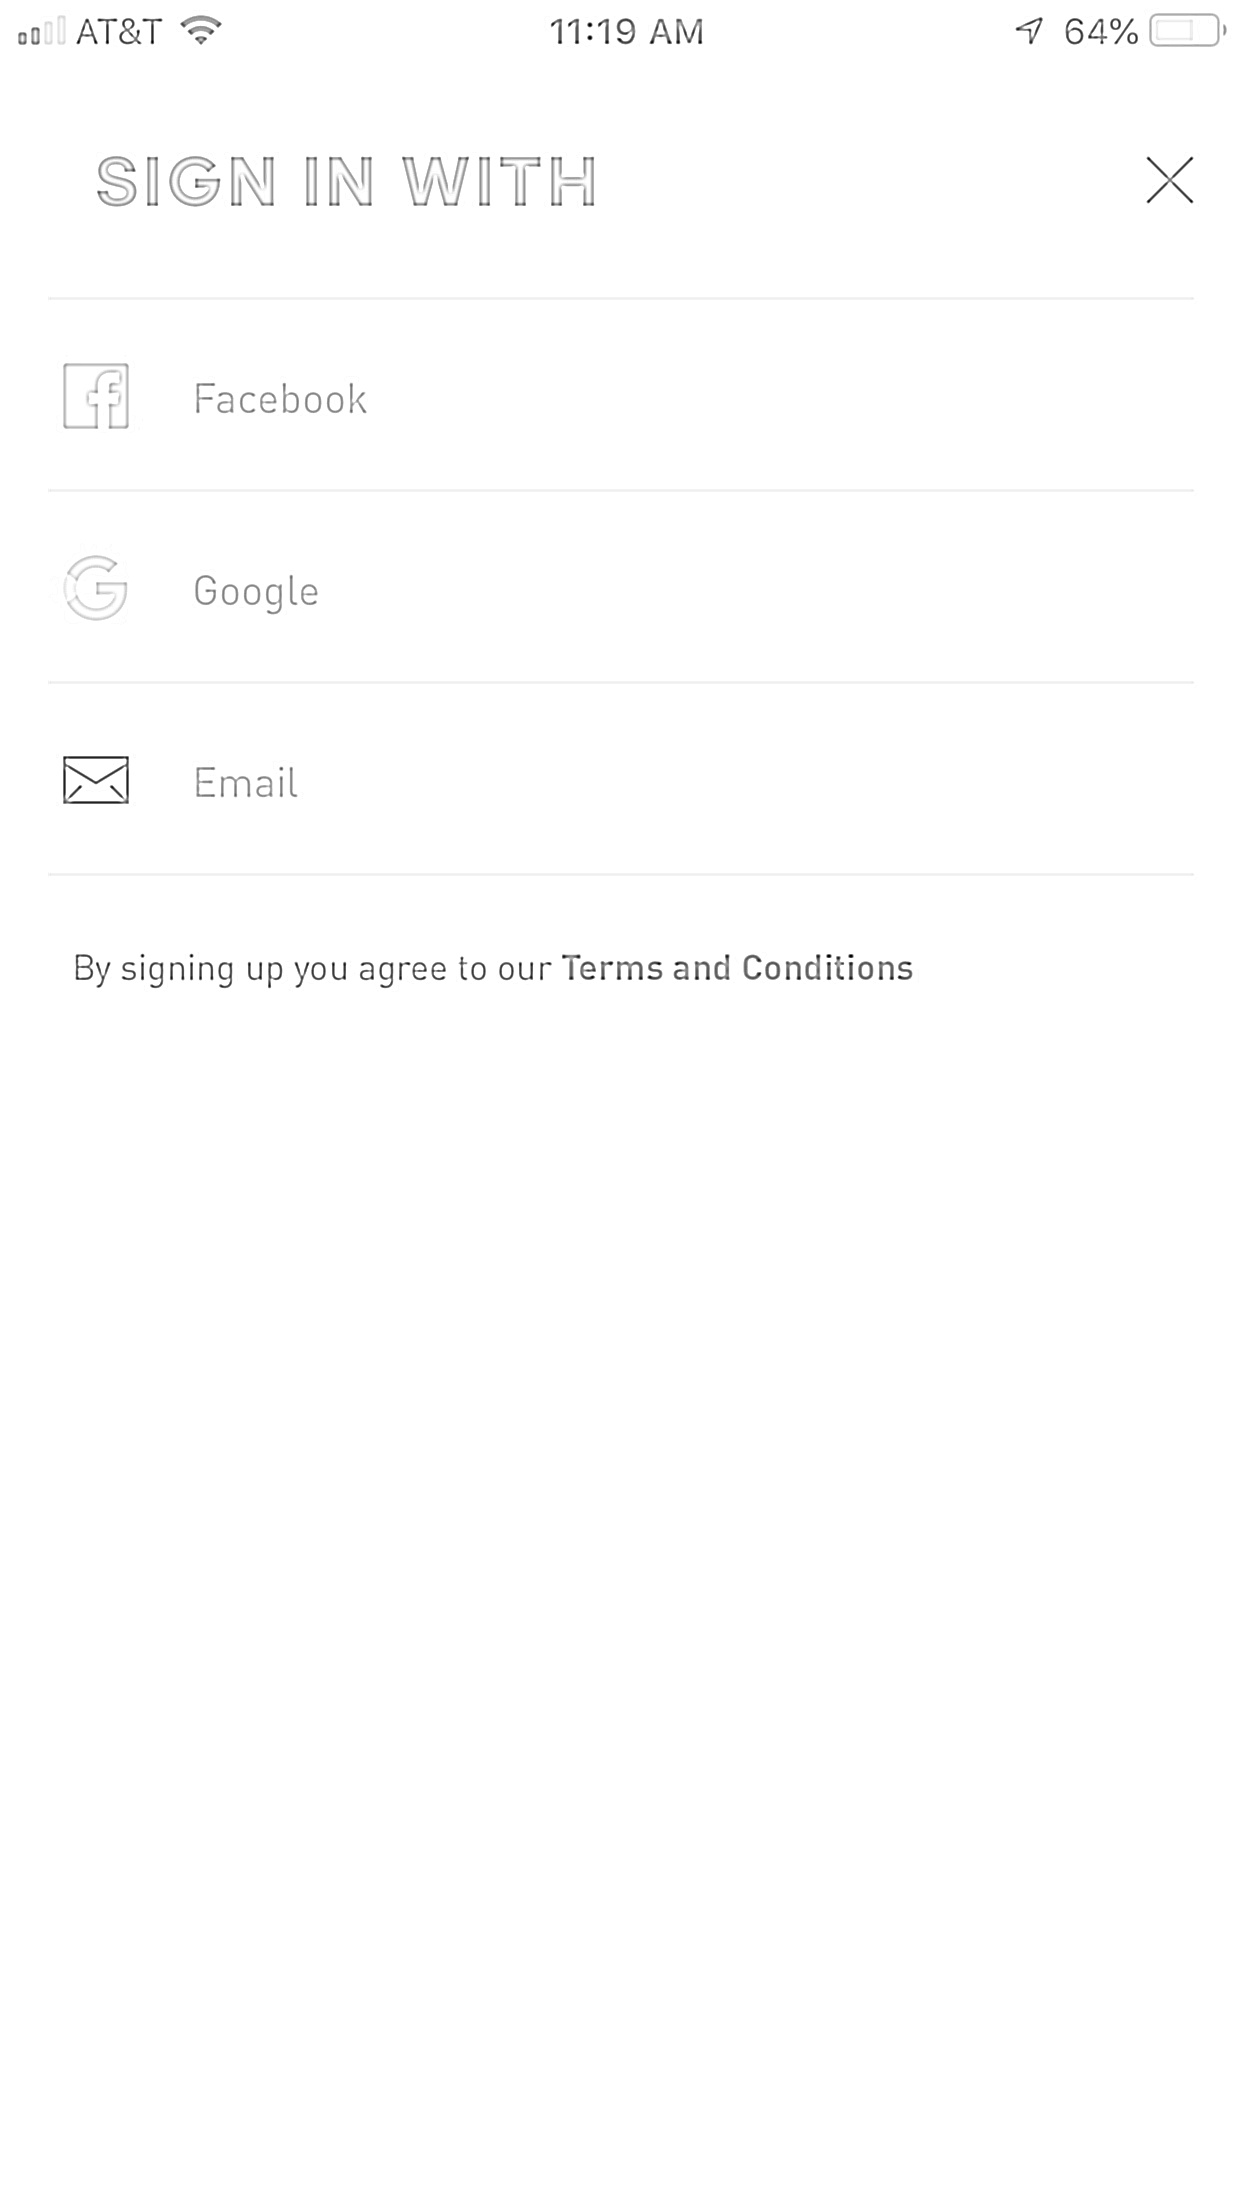 AT&T 11:19 AM 64%
SIGN IN WITH
Facebook
Google
Email
By signing up you agree to our Terms and Conditions